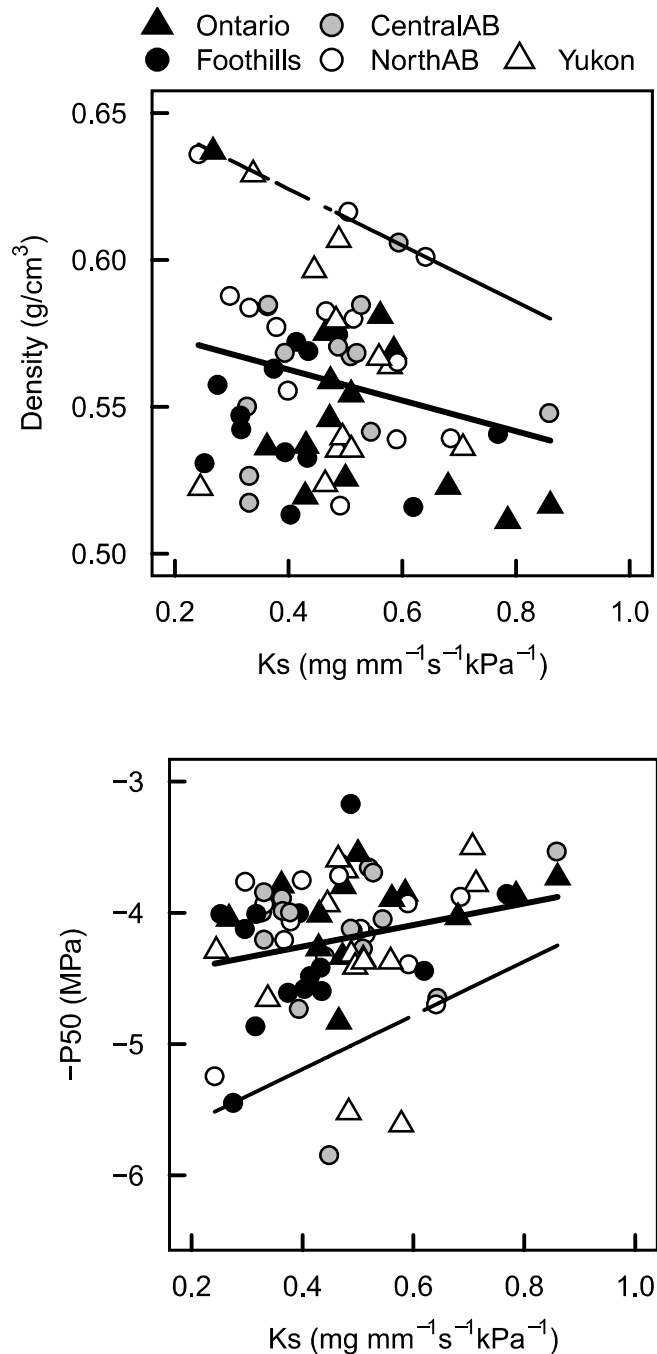 Ontario CentralAB
Foothills NorthAB Yukon
0.65
0.60
0.55
0.50
Density (g/cm³)
0.2 0.4 0.6 0.8 1.0
Ks (mg mm⁻¹s⁻¹kPa⁻¹)
−3
−4
−5
−6
−P50 (MPa)
0.2 0.4 0.6 0.8 1.0
Ks (mg mm⁻¹s⁻¹kPa⁻¹)